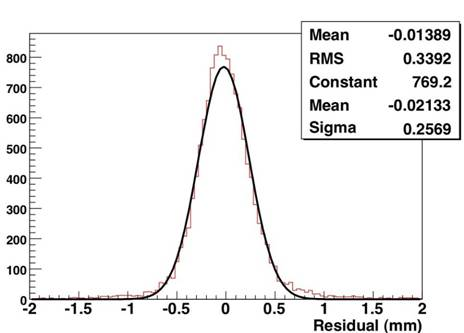 Mean -0.01389
RMS 0.3392
Constant 769.2
Mean -0.02133
Sigma 0.2569
800
700
600
500
400
300
200
100
0
-2 -1.5 -1 -0.5 0 0.5 1 1.5 2
Residual (mm)